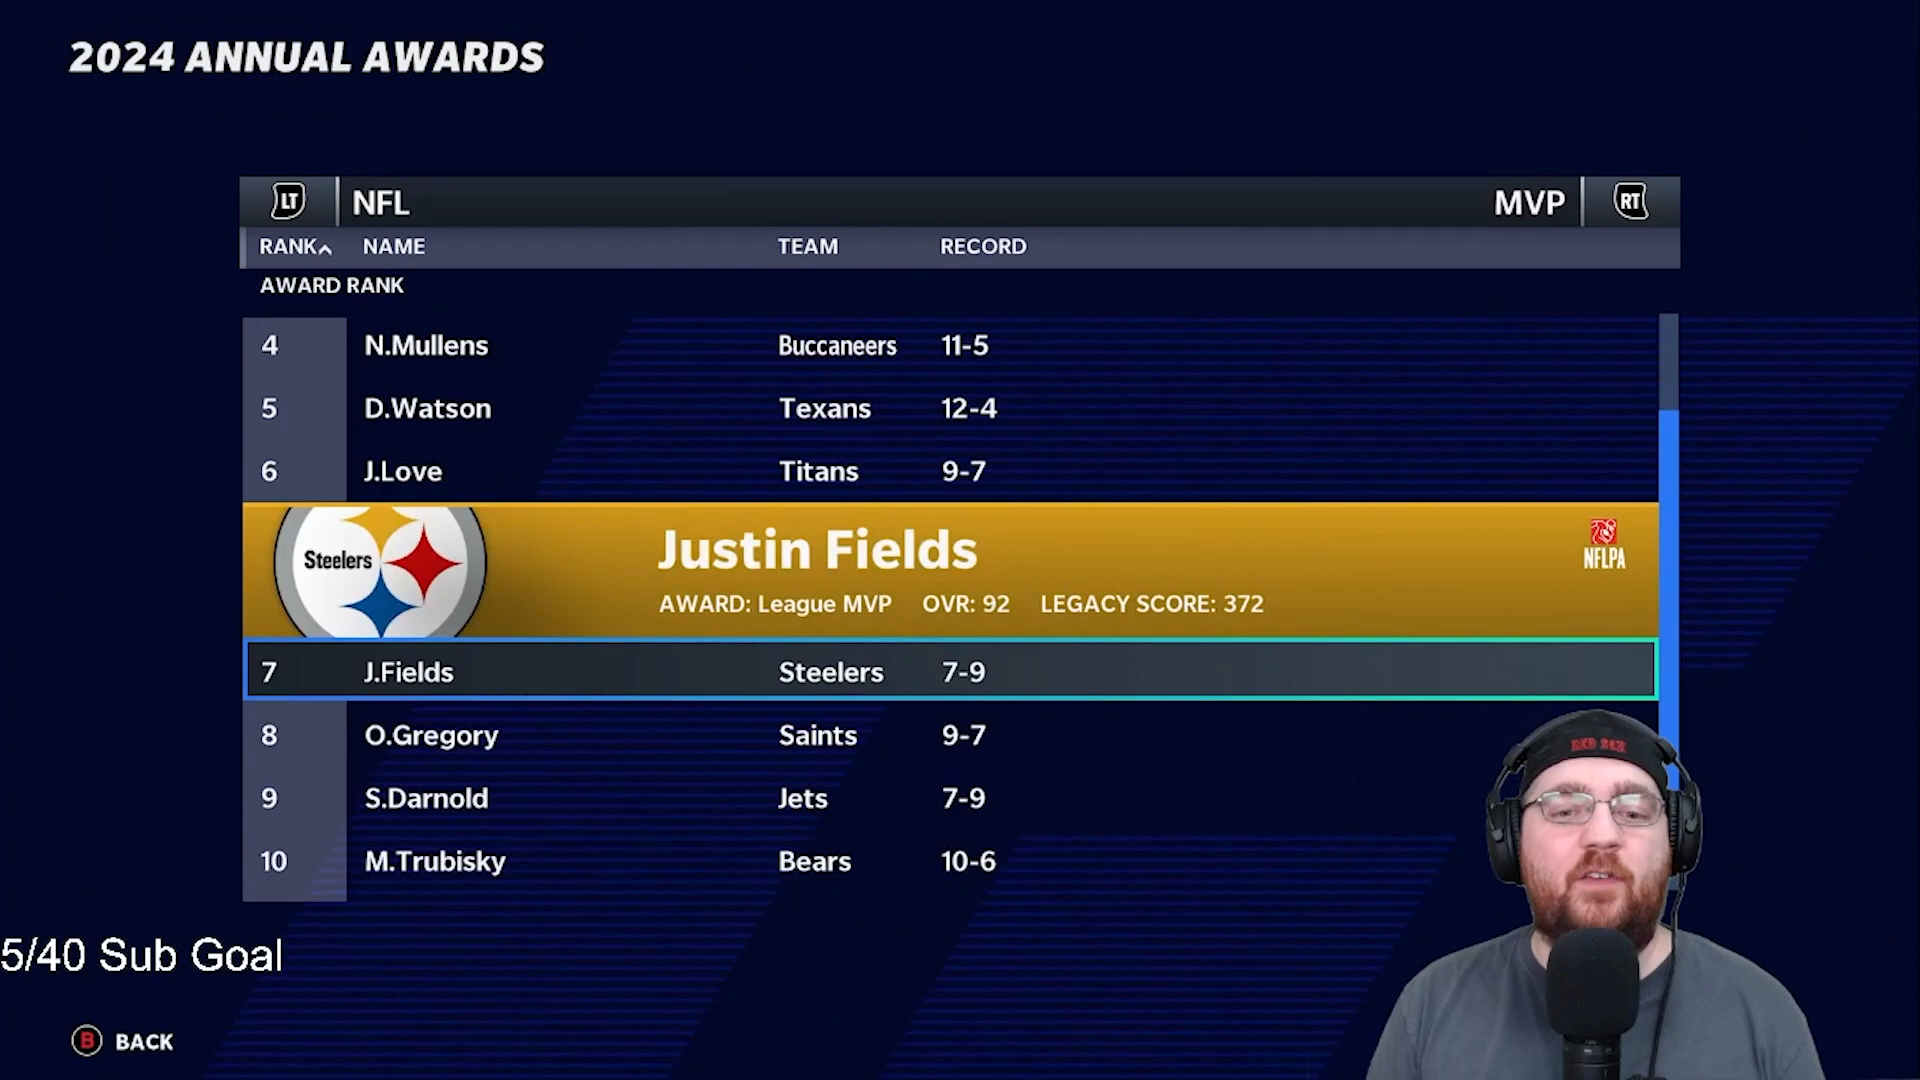 2024 ANNUAL AWARDS
LT NFL MVP RT
RANK NAME TEAM RECORD
AWARD RANK
4 N.Mullens Buccaneers 11-5
5 D.Watson Texans 12-4
6 J.Love Titans 9-7
Steelers
Justin Fields
NFLPA
AWARD: League MVP OVR: 92 LEGACY SCORE: 372
7 J.Fields Steelers 7-9
8 O.Gregory Saints 9-7
RED SOX
9 S.Darnold Jets 7-9
10 M.Trubisky Bears 10-6
5/40 Sub Goal
B BACK